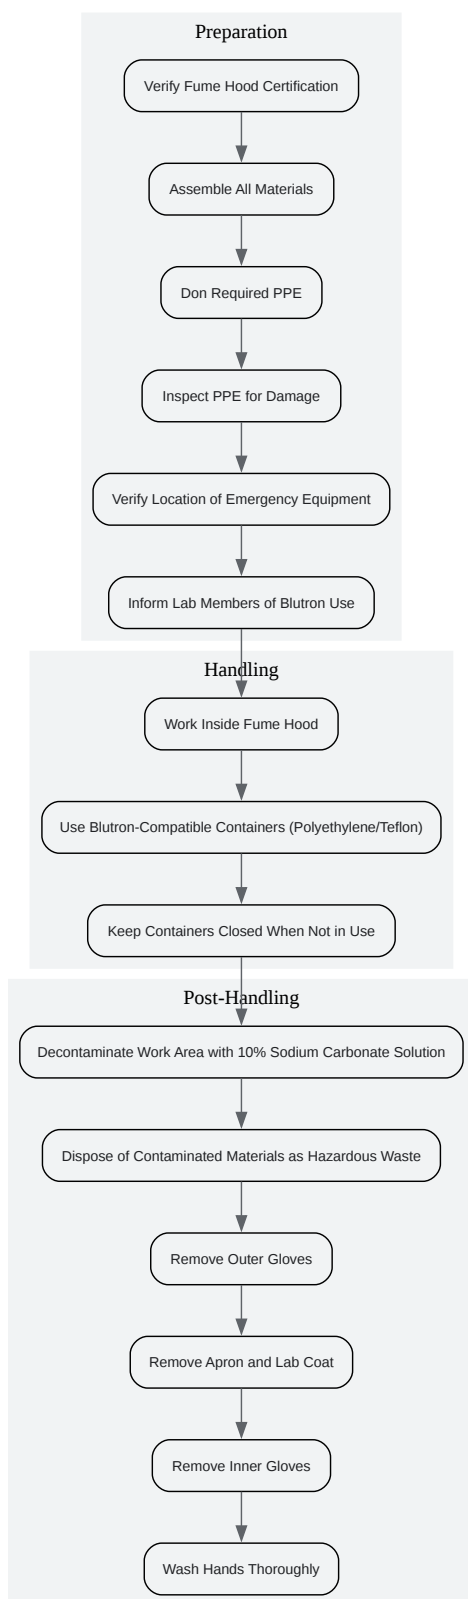 Preparation
Verify Fume Hood Certification
Assemble All Materials
Don Required PPE
Inspect PPE for Damage
Verify Location of Emergency Equipment
Inform Lab Members of Blutron Use
Handling
Work Inside Fume Hood
Use Blutron-Compatible Containers (Polyethylene/Teflon)
Keep Containers Closed When Not in Use
Post-Handling
Decontaminate Work Area with 10% Sodium Carbonate Solution
Dispose of Contaminated Materials as Hazardous Waste
Remove Outer Gloves
Remove Apron and Lab Coat
Remove Inner Gloves
Wash Hands Thoroughly